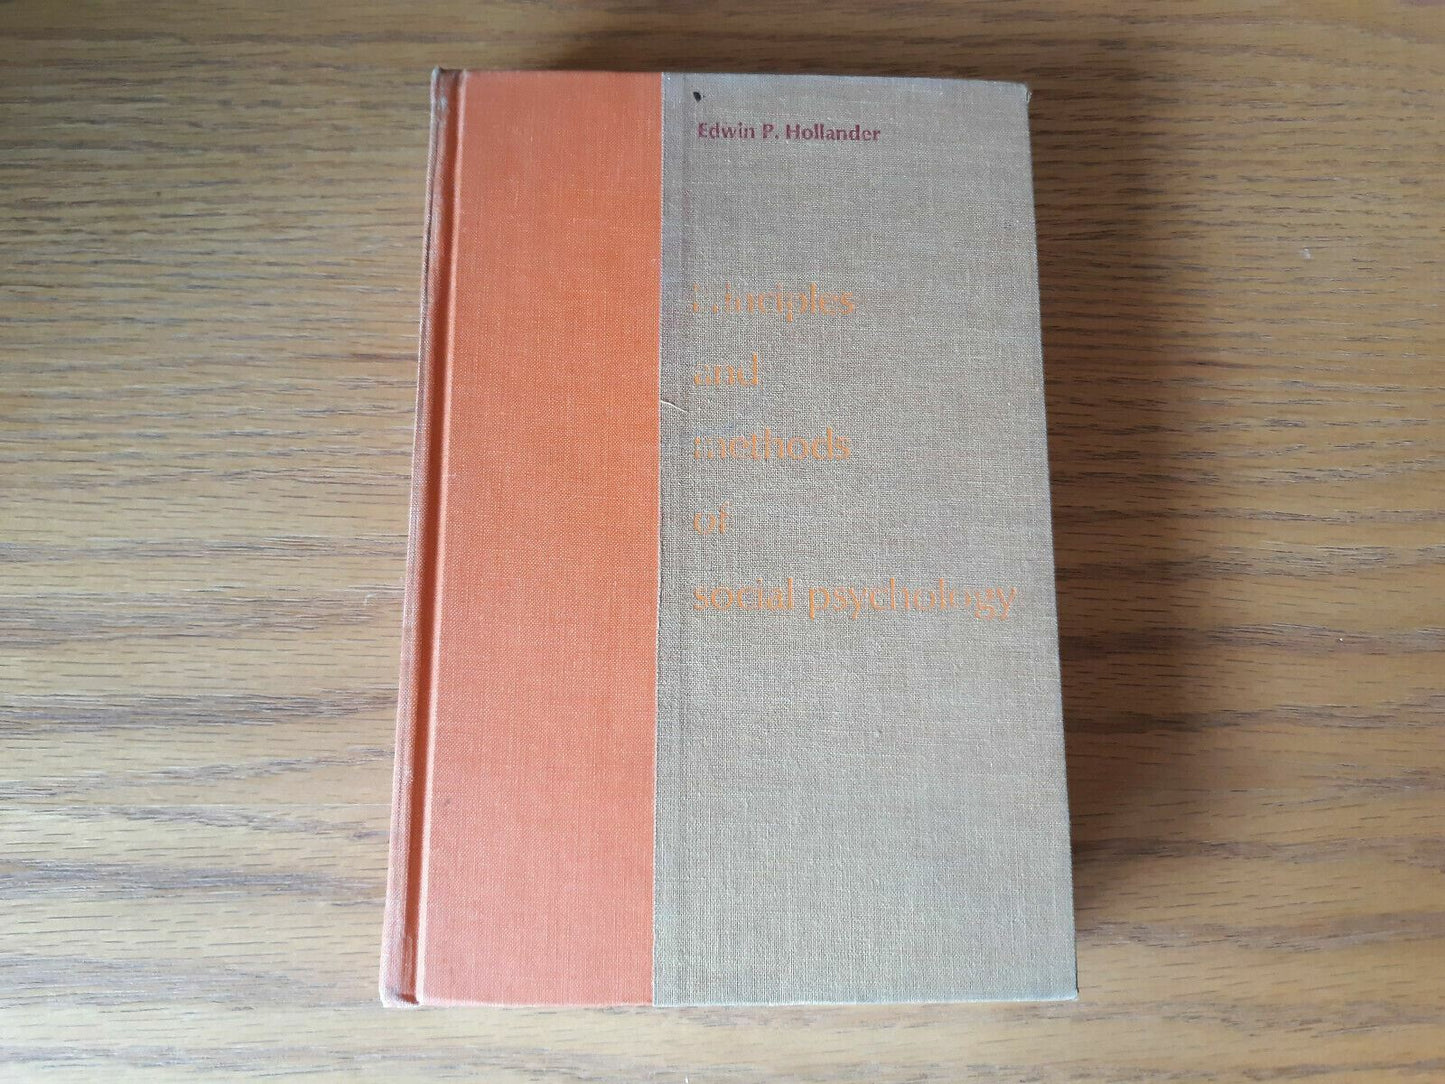 Edwin P. Hollander
Principles
and
methods
of
social psychology